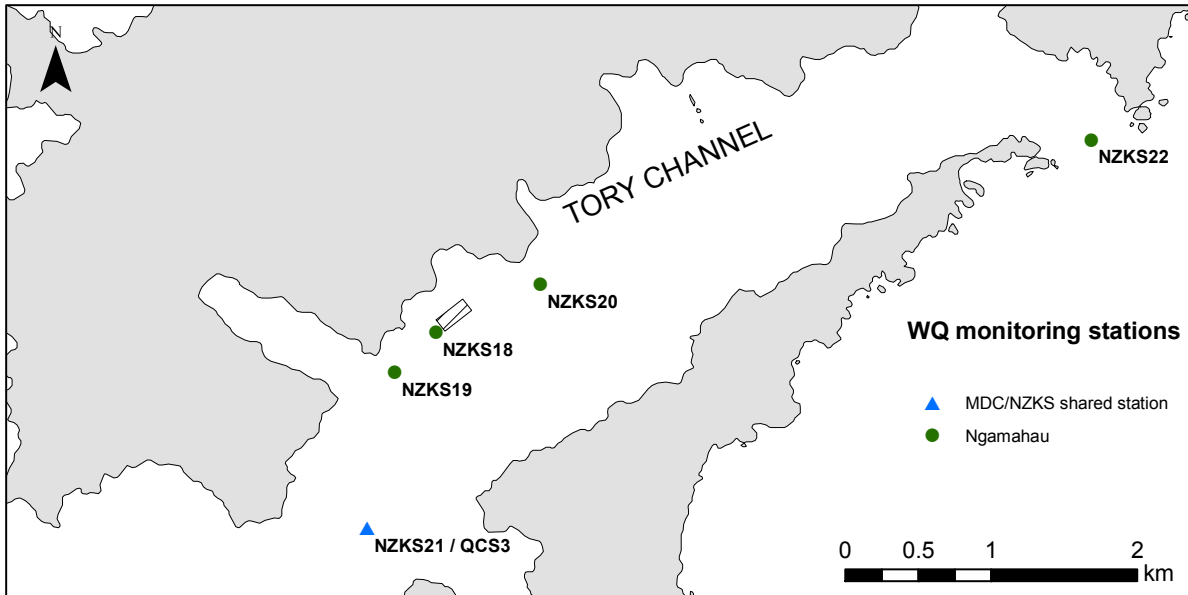 N
TORY CHANNEL
NZKS22
NZKS20
NZKS18
NZKS19
NZKS21 / QCS3
WQ monitoring stations
MDC/NZKS shared station
Ngamahau
0 0.5 1 2
km